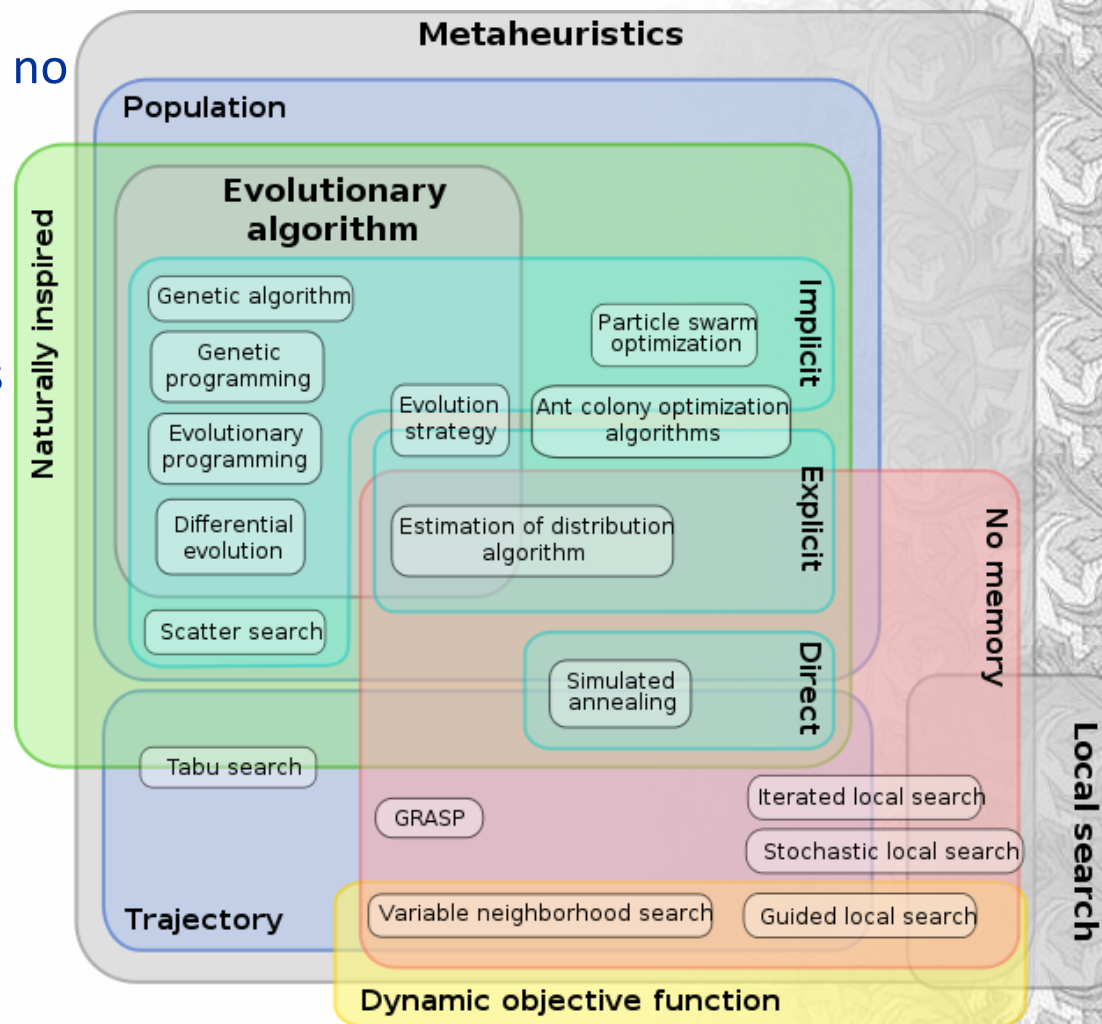 Metaheuristics
no
Population
Evolutionary
algorithm
Naturally inspired
Genetic algorithm
Implicit
Particle swarm
optimization
Genetic
programming
s
Evolution
strategy
Ant colony optimization
algorithms
Evolutionary
programming
Explicit
Estimation of distribution
algorithm
Differential
evolution
No memory
Scatter search
Direct
Simulated
annealing
Local search
Tabu search
Iterated local search
GRASP
Stochastic local search
Trajectory
Variable neighborhood search
Guided local search
Dynamic objective function